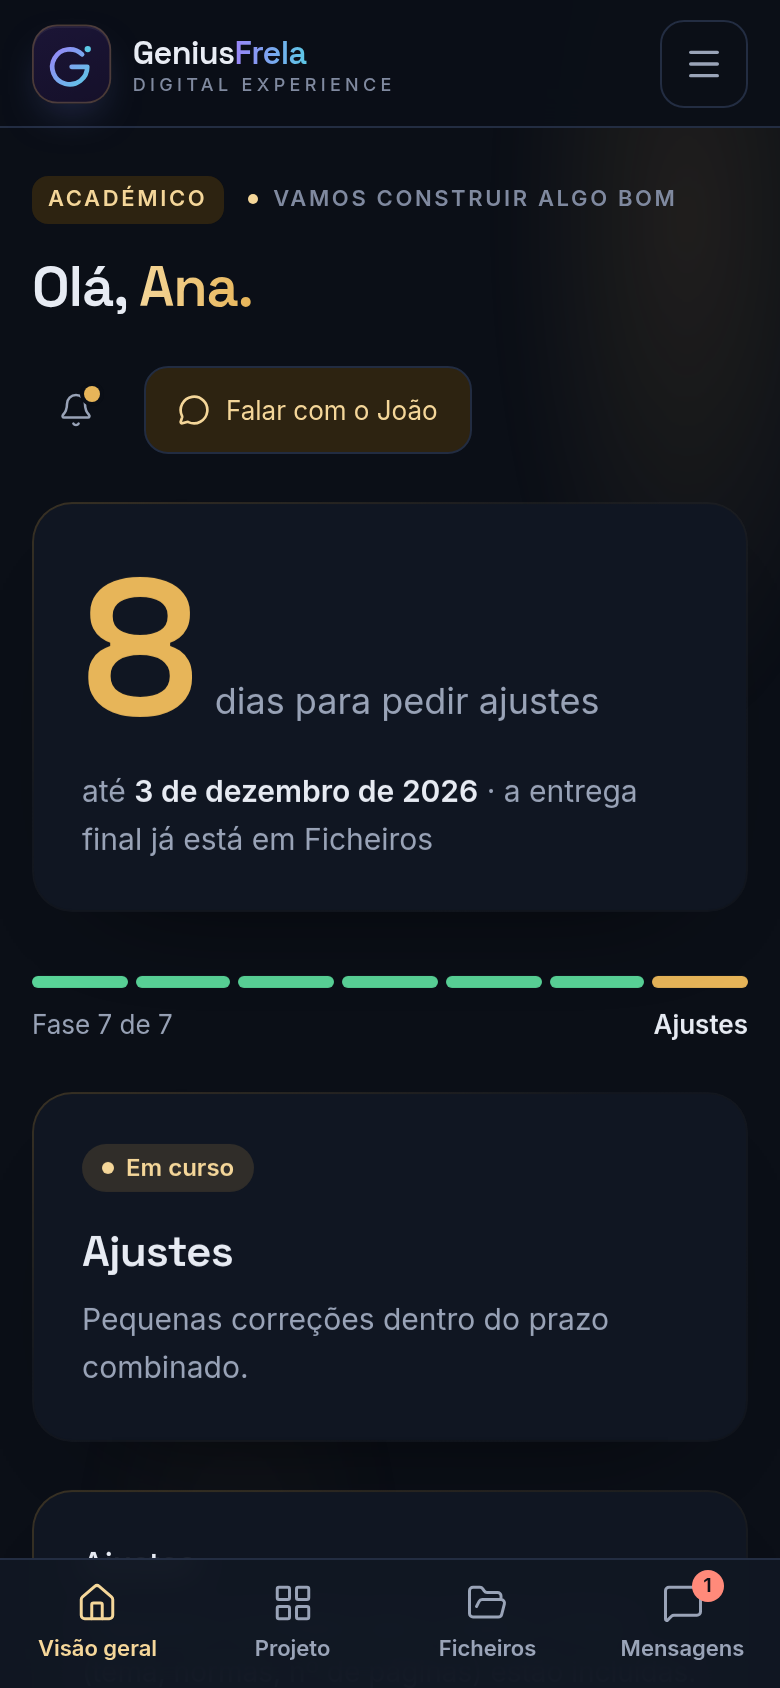 GeniusFrela
DIGITAL EXPERIENCE
ACADÉMICO
VAMOS CONSTRUIR ALGO BOM
Olá, Ana.
Falar com o João
8 dias para pedir ajustes
até 3 de dezembro de 2026 · a entrega
final já está em Ficheiros
Fase 7 de 7
Ajustes
Em curso
Ajustes
Pequenas correções dentro do prazo
combinado.
1
Visão geral
Projeto
Ficheiros
Mensagens